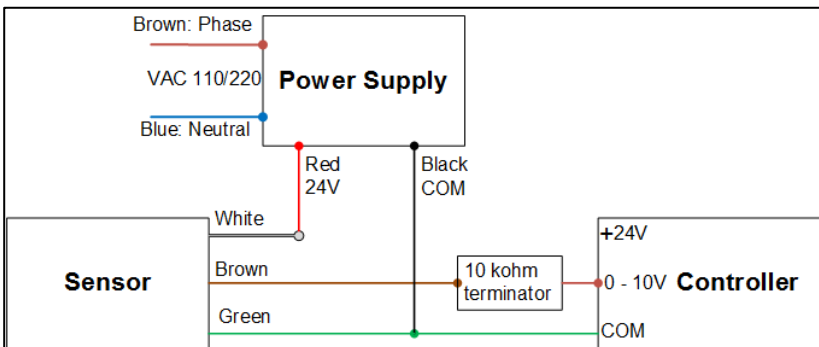 Brown: Phase
VAC 110/220
Power Supply
Blue: Neutral
Red
24V
Black
COM
White
+24V
Sensor
Brown
10 kohm
terminator
0 - 10V
Controller
Green
COM